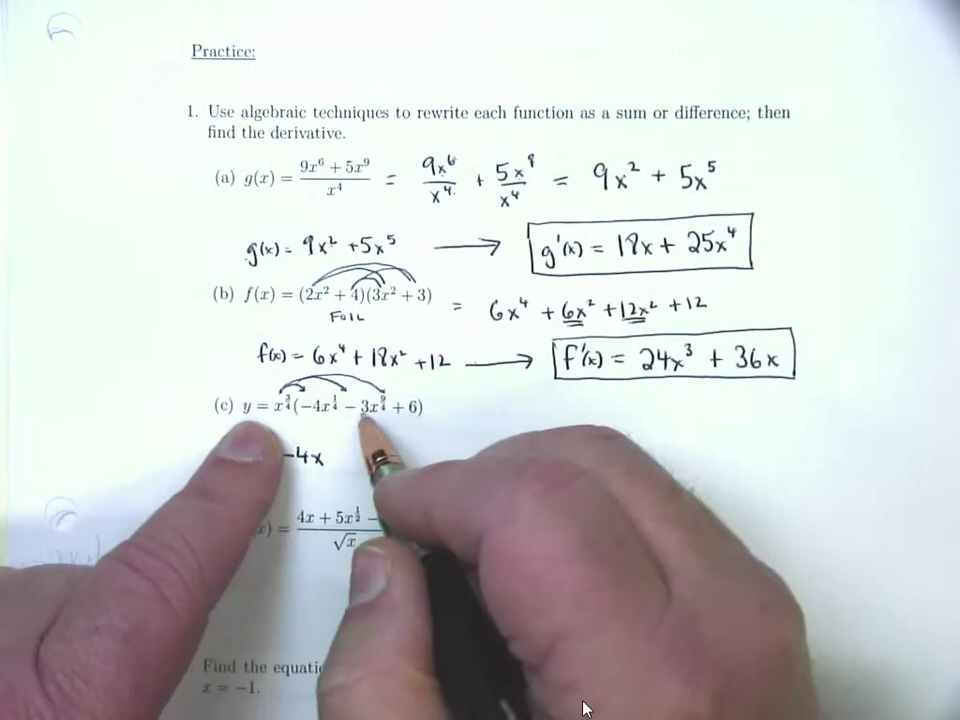 Practice:
1. Use algebraic techniques to rewrite each function as a sum or difference; then
find the derivative.
(a) g(x) = (9x⁶ + 5x⁹)/x⁴ = 9x⁶/x⁴ + 5x⁹/x⁴ = 9x² + 5x⁵
g(x) = 9x² + 5x⁵ → g'(x) = 18x + 25x⁴
(b) f(x) = (2x² + 4)(3x² + 3) = 6x⁴ + 6x² + 12x² + 12
FOIL
f(x) = 6x⁴ + 18x² + 12 → f'(x) = 24x³ + 36x
(c) y = x^(3/4)(−4x^(1/4) − 3x^(9/4) + 6)
−4x
x) = 4x + 5x^(1/2) −
√x
Find the equati
x = −1.